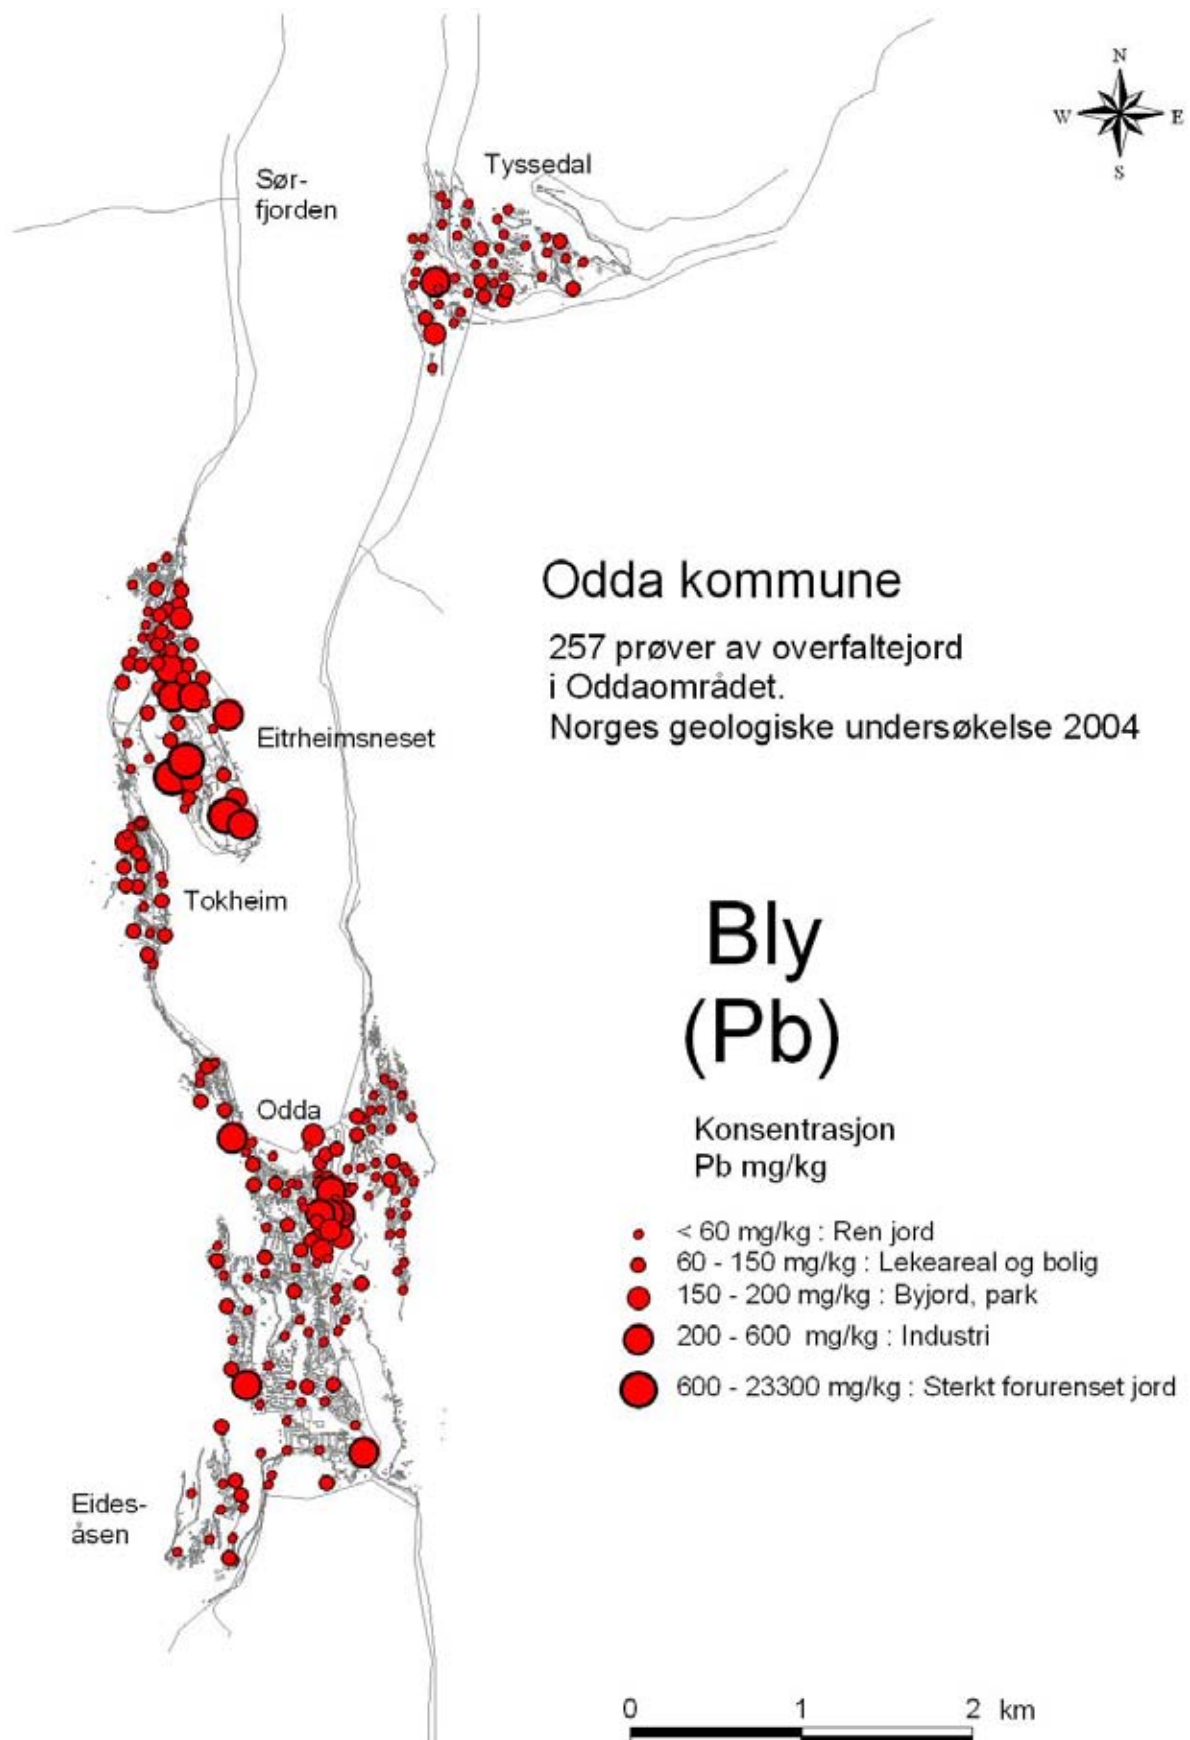 N
W E
S
Tyssedal
Sør-
fjorden
Odda kommune
257 prøver av overfaltejord
i Oddaområdet.
Norges geologiske undersøkelse 2004
Eitrheimsneset
Tokheim
Bly
(Pb)
Odda
Konsentrasjon
Pb mg/kg
< 60 mg/kg : Ren jord
60 - 150 mg/kg : Lekeareal og bolig
150 - 200 mg/kg : Byjord, park
200 - 600 mg/kg : Industri
600 - 23300 mg/kg : Sterkt forurenset jord
Eides-
åsen
0 1 2 km